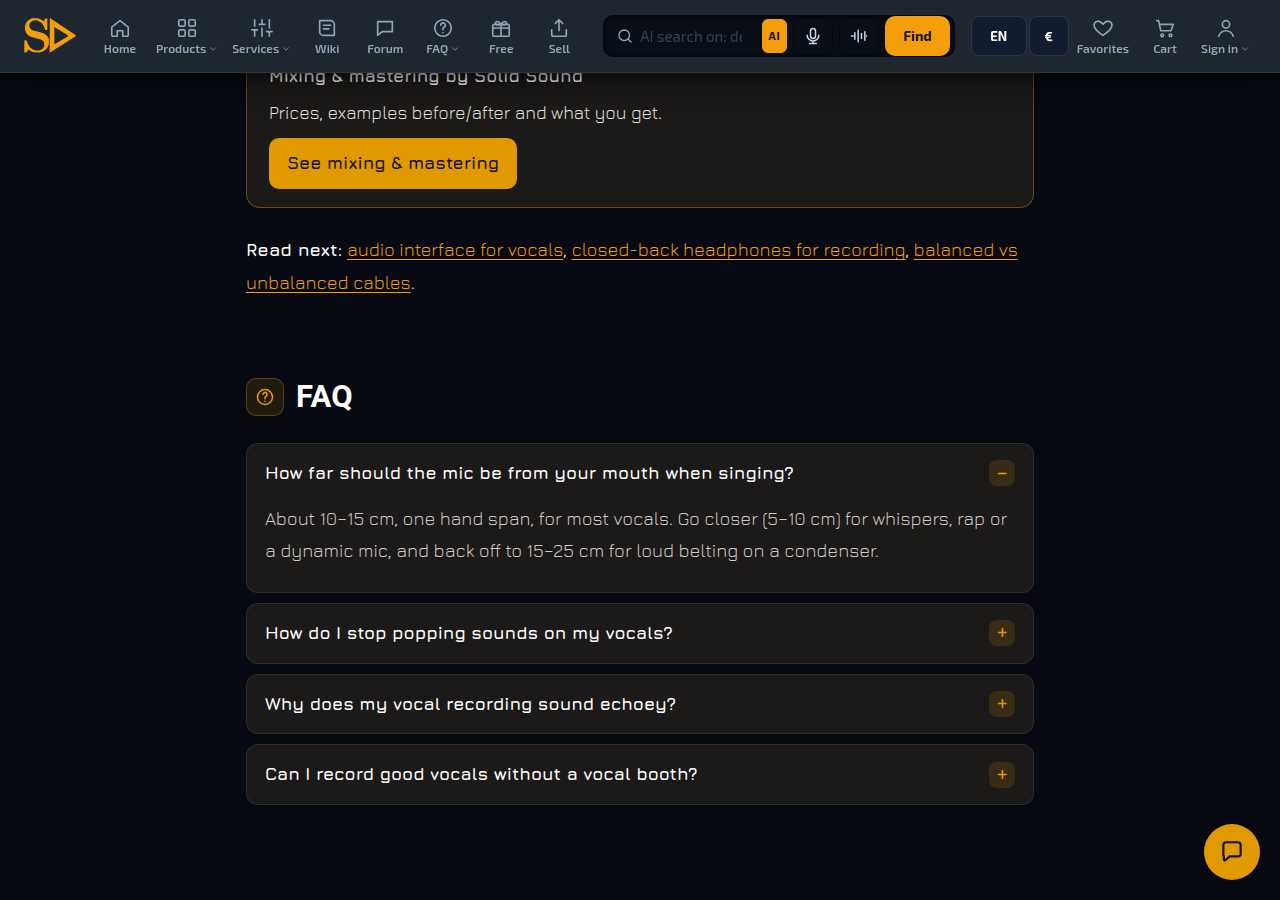 SD
Home
Products
Services
Wiki
Forum
FAQ
Free
Sell
AI search on: du
AI
Find
EN
€
Favorites
Cart
Sign in
Mixing & mastering by Solid Sound
Prices, examples before/after and what you get.
See mixing & mastering
Read next: audio interface for vocals, closed-back headphones for recording, balanced vs
unbalanced cables.
FAQ
How far should the mic be from your mouth when singing?
About 10–15 cm, one hand span, for most vocals. Go closer (5–10 cm) for whispers, rap or
a dynamic mic, and back off to 15–25 cm for loud belting on a condenser.
How do I stop popping sounds on my vocals?
Why does my vocal recording sound echoey?
Can I record good vocals without a vocal booth?